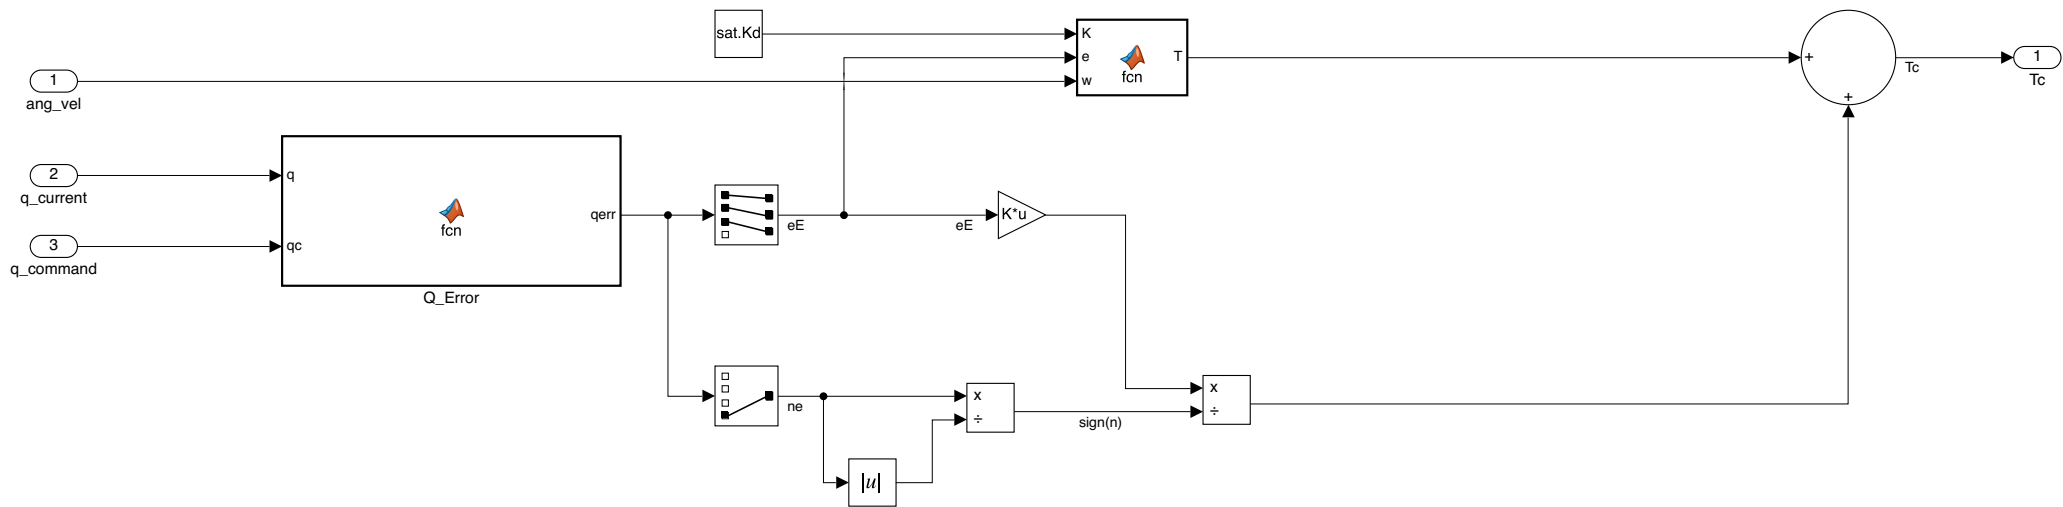 sat.Kd
K
e
w
fcn
T
+
+
Tc
1
Tc
1
ang_vel
2
q_current
3
q_command
q
qc
fcn
qerr
Q_Error
eE
eE
K*u
ne
x
÷
sign(n)
x
÷
|u|